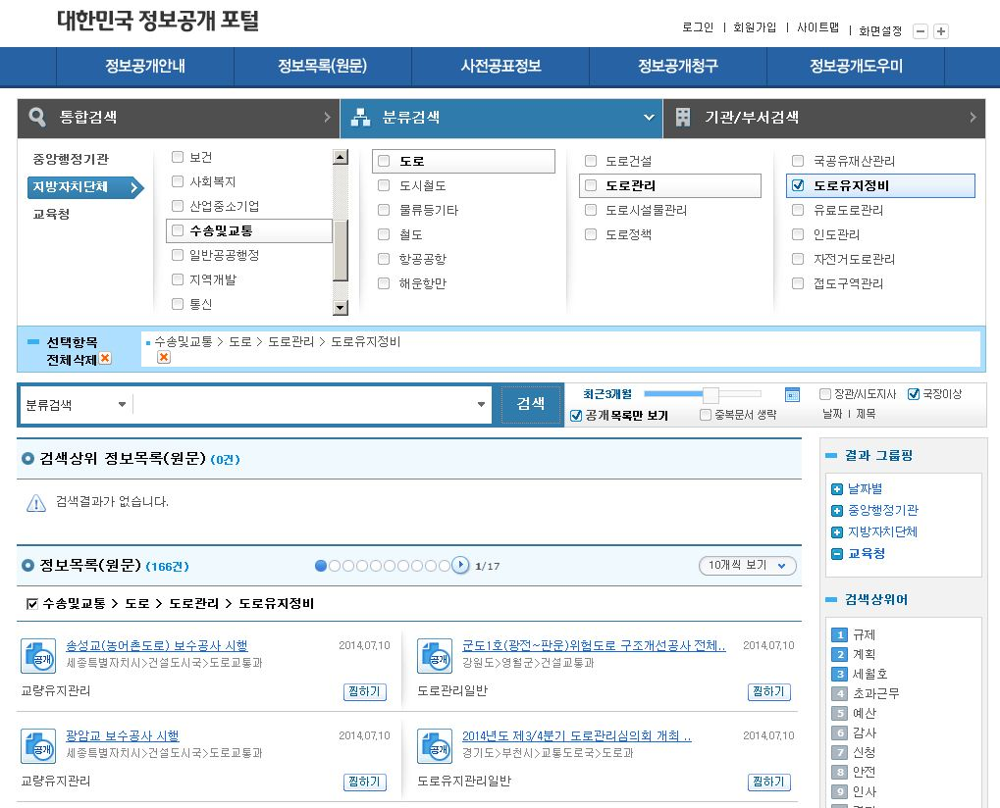 대한민국 정보공개 포털
로그인 | 회원가입 | 사이트맵 | 화면설정
정보공개안내 정보목록(원문) 사전공표정보 정보공개청구 정보공개도우미
통합검색 분류검색 기관/부서검색
중앙행정기관
지방자치단체
교육청
보건
사회복지
산업중소기업
수송및교통
일반공공행정
지역개발
통신
도로
도시철도
물류등기타
철도
항공공항
해운항만
도로건설
도로관리
도로시설물관리
도로정책
국공유재산관리
도로유지정비
유료도로관리
인도관리
자전거도로관리
접도구역관리
선택항목
전체삭제
수송및교통 > 도로 > 도로관리 > 도로유지정비
분류검색 검색
최근3개월 장관/시도지사 국장이상
공개목록만 보기 중복문서 생략 날짜 | 제목
검색상위 정보목록(원문) (0건)
검색결과가 없습니다.
정보목록(원문) (166건) 1/17 10개씩 보기
수송및교통 > 도로 > 도로관리 > 도로유지정비
공개
송성교(농어촌도로) 보수공사 시행 2014,07,10
세종특별자치시>건설도시국>도로교통과
교량유지관리 찜하기
공개
군도1호(광전~판운)위험도로 구조개선공사 전체.. 2014,07,10
강원도>영월군>건설교통과
도로관리일반 찜하기
공개
광암교 보수공사 시행 2014,07,10
세종특별자치시>건설도시국>도로교통과
교량유지관리 찜하기
공개
2014년도 제3/4분기 도로관리심의회 개최 .. 2014,07,10
경기도>부천시>교통도로국>도로과
도로유지관리일반 찜하기
결과 그룹핑
날짜별
중앙행정기관
지방자치단체
교육청
검색상위어
1 규제
2 계획
3 세월호
4 초과근무
5 예산
6 감사
7 신청
8 안전
9 인사